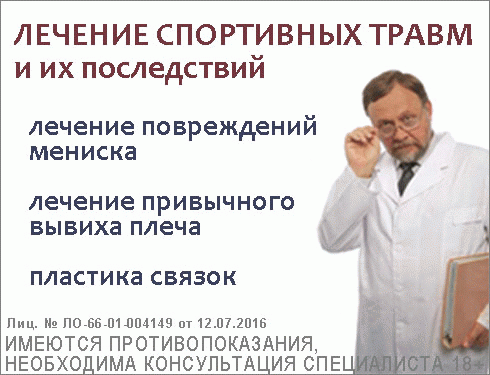 ЛЕЧЕНИЕ СПОРТИВНЫХ ТРАВМ
и их последствий
лечение повреждений
мениска
лечение привычного
вывиха плеча
пластика связок
Лиц. № ЛО-66-01-004149 от 12.07.2016
ИМЕЮТСЯ ПРОТИВОПОКАЗАНИЯ,
НЕОБХОДИМА КОНСУЛЬТАЦИЯ СПЕЦИАЛИСТА 18+